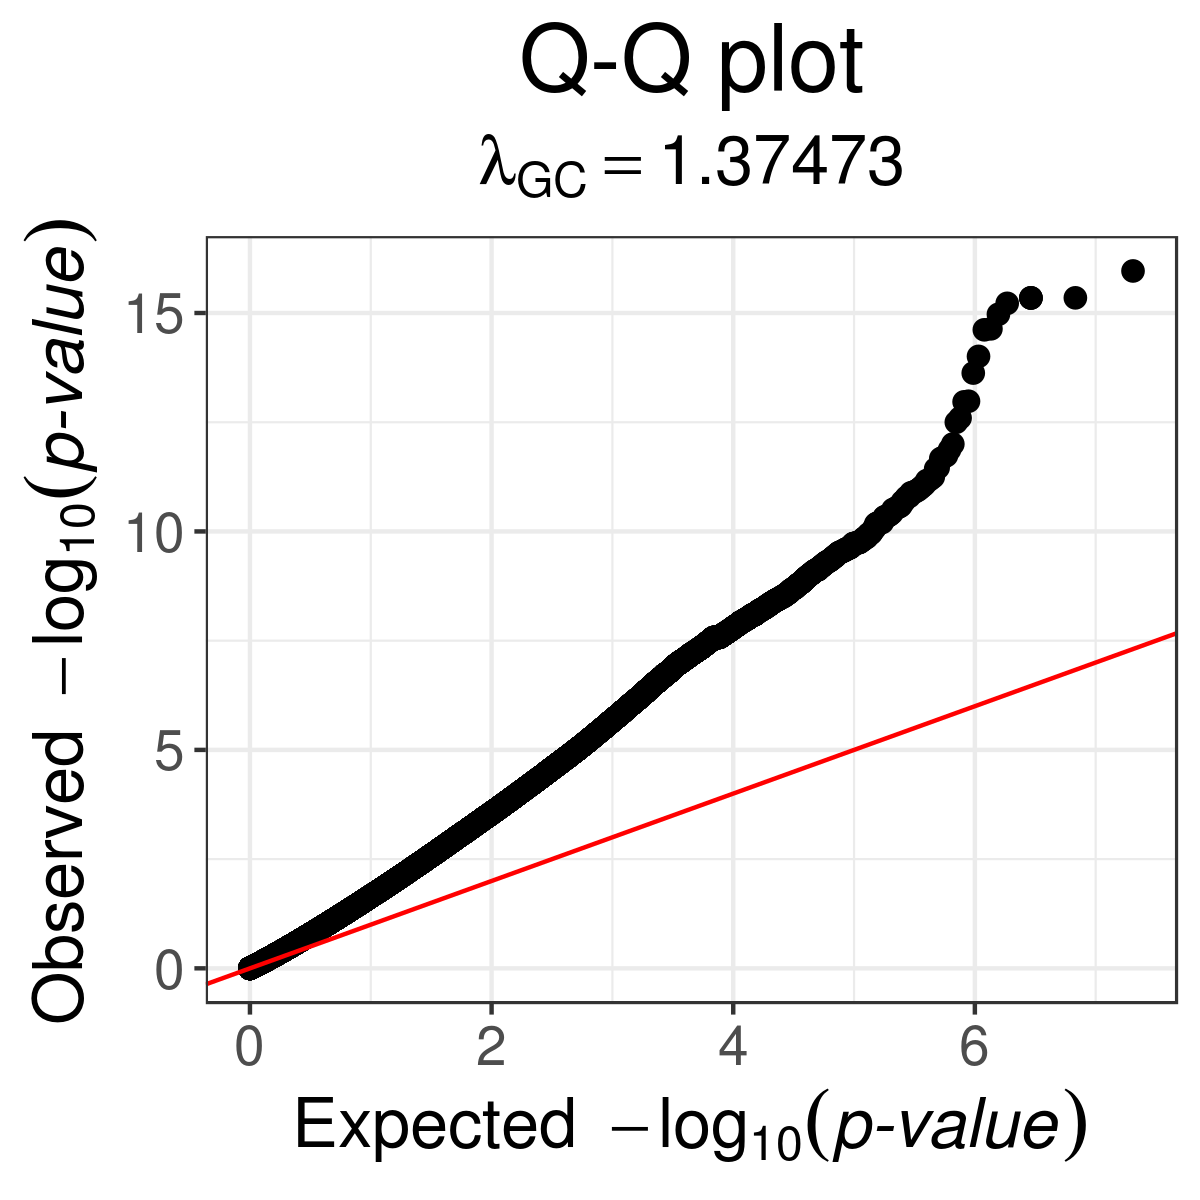 Q-Q plot
λGC = 1.37473
Observed −log10(p-value)
15
10
5
0
0 2 4 6
Expected −log10(p-value)